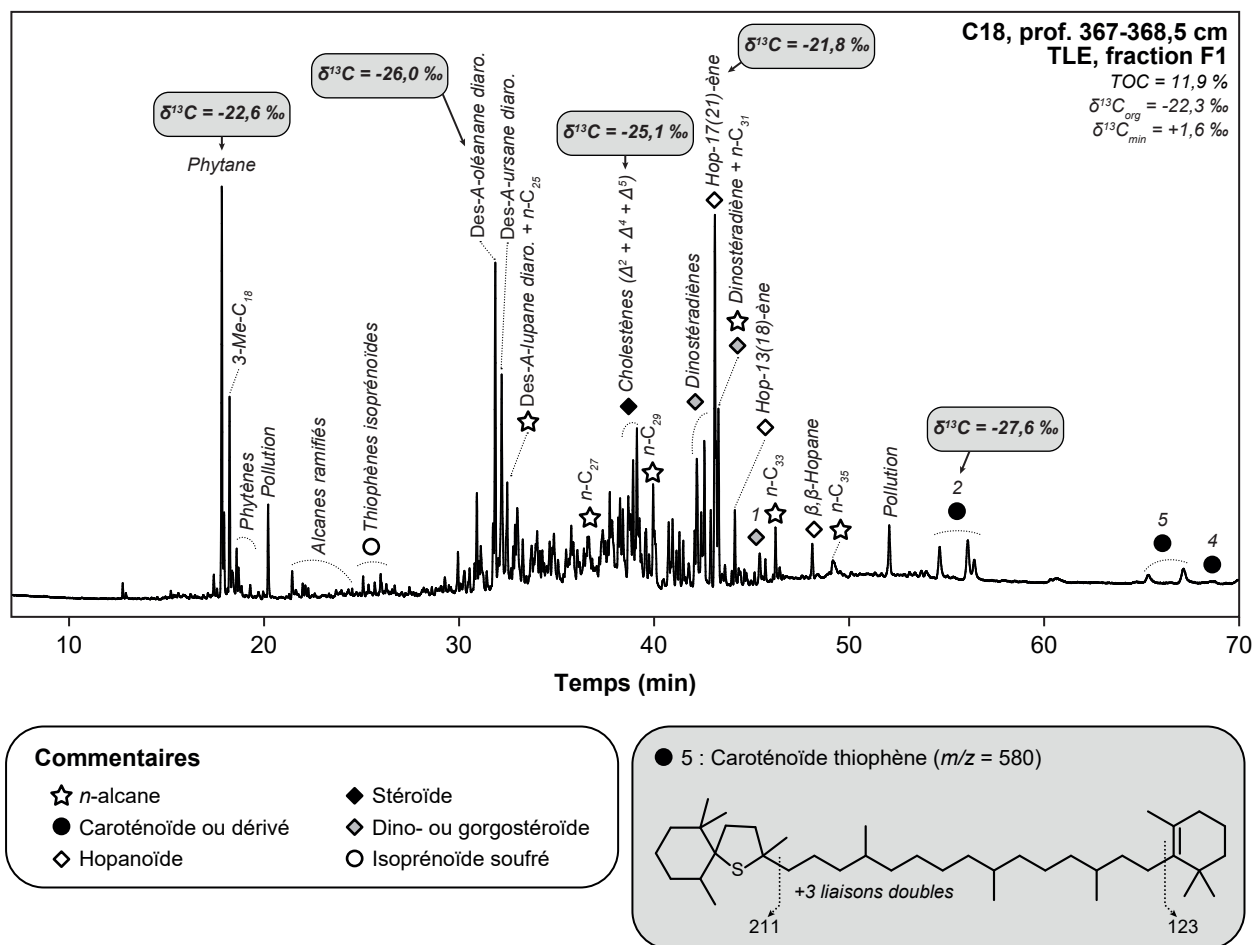 C18, prof. 367-368,5 cm
TLE, fraction F1
TOC = 11,9 %
δ¹³C_org = -22,3 ‰
δ¹³C_min = +1,6 ‰
δ¹³C = -22,6 ‰
δ¹³C = -26,0 ‰
δ¹³C = -25,1 ‰
δ¹³C = -21,8 ‰
δ¹³C = -27,6 ‰
Phytane
3-Me-C₁₈
Phytènes
Pollution
Alcanes ramifiés
Thiophènes isoprénoïdes
Des-A-oléanane diaro.
Des-A-ursane diaro.
Des-A-lupane diaro. + n-C₂₅
n-C₂₇
Cholestènes (Δ² + Δ⁴ + Δ⁵)
n-C₂₉
Dinostéradiènes
Hop-17(21)-ène
Dinostéradiène + n-C₃₁
Hop-13(18)-ène
1
n-C₃₃
β,β-Hopane
n-C₃₅
Pollution
2
5
4
10 20 30 40 50 60 70
Temps (min)
Commentaires
n-alcane
Caroténoïde ou dérivé
Hopanoïde
Stéroïde
Dino- ou gorgostéroïde
Isoprénoïde soufré
5 : Caroténoïde thiophène (m/z = 580)
S
+3 liaisons doubles
211
123